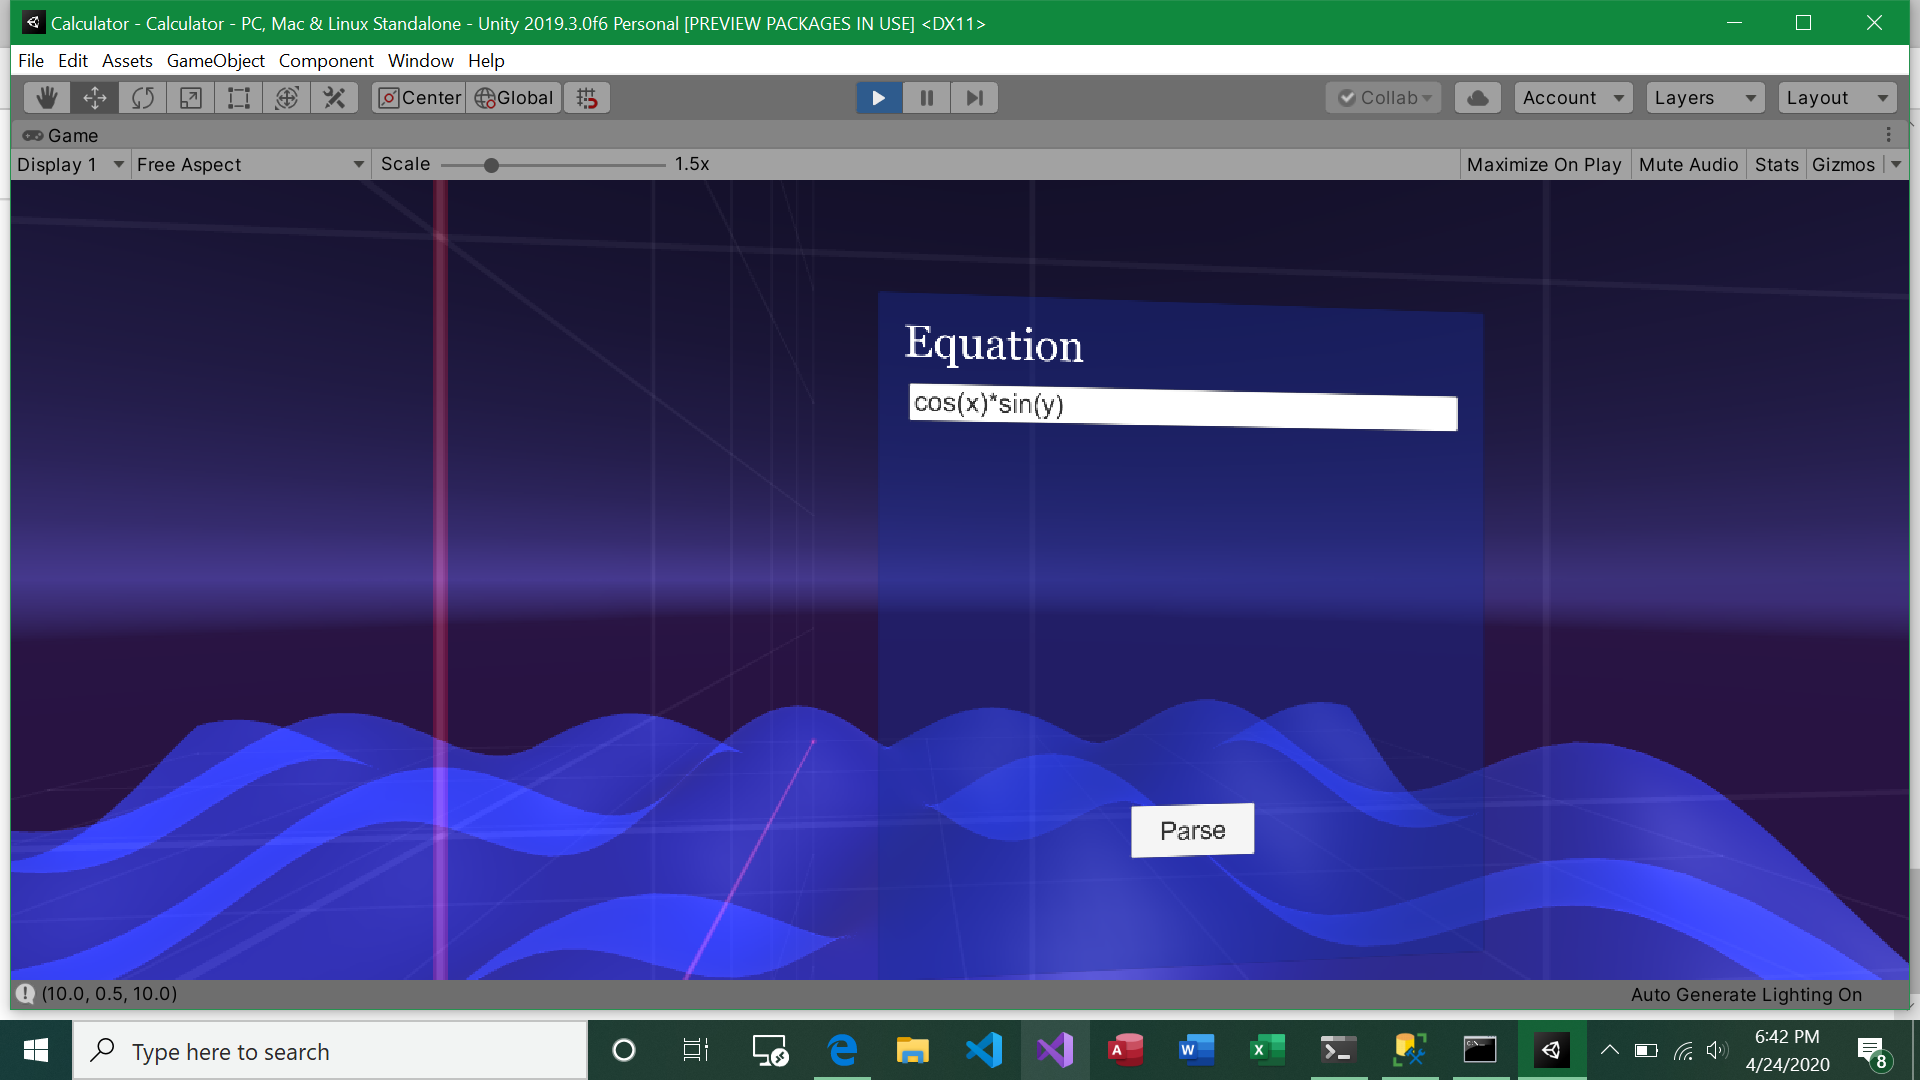 Calculator - Calculator - PC, Mac & Linux Standalone - Unity 2019.3.0f6 Personal [PREVIEW PACKAGES IN USE] <DX11>
File Edit Assets GameObject Component Window Help
Center Global Collab Account Layers Layout
Game
Display 1 Free Aspect Scale 1.5x Maximize On Play Mute Audio Stats Gizmos
Equation
cos(x)*sin(y)
Parse
(10.0, 0.5, 10.0) Auto Generate Lighting On
Type here to search
6:42 PM
4/24/2020
8